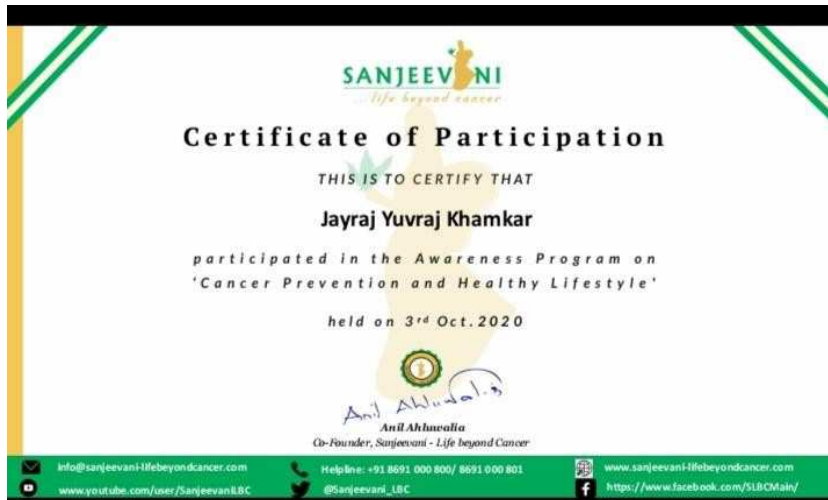 SANJEEVNI
...life beyond cancer
Certificate of Participation
THIS IS TO CERTIFY THAT
Jayraj Yuvraj Khamkar
participated in the Awareness Program on
'Cancer Prevention and Healthy Lifestyle'
held on 3rd Oct.2020
Anil Ahluwalia
Anil Ahluwalia
Co-Founder, Sanjeevani - Life beyond Cancer
info@sanjeevani-lifebeyondcancer.com Helpline: +91 8691 000 800/ 8691 000 801 www.sanjeevani-lifebeyondcancer.com
www.youtube.com/user/SanjeevaniLBC @Sanjeevani_LBC https://www.facebook.com/SLBCMain/